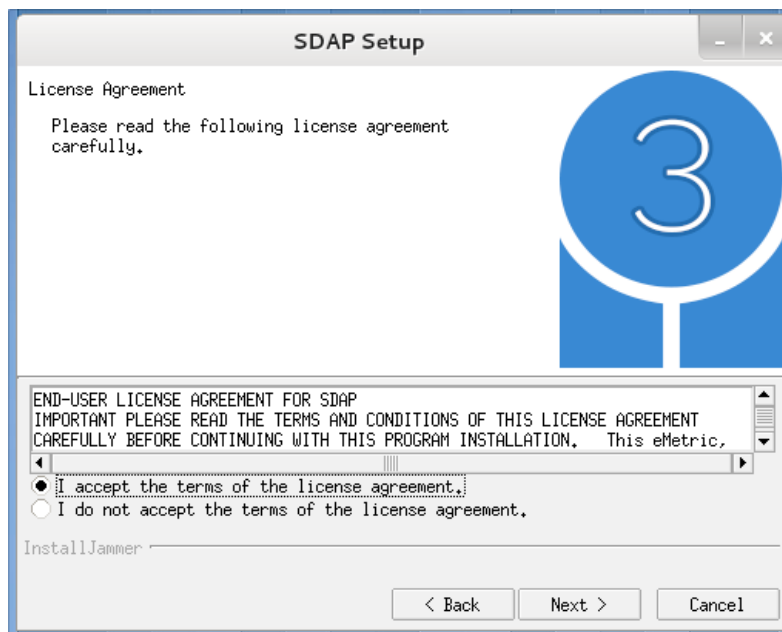 SDAP Setup
License Agreement
Please read the following license agreement
carefully.
3
END-USER LICENSE AGREEMENT FOR SDAP
IMPORTANT PLEASE READ THE TERMS AND CONDITIONS OF THIS LICENSE AGREEMENT
CAREFULLY BEFORE CONTINUING WITH THIS PROGRAM INSTALLATION.   This eMetric,
I accept the terms of the license agreement.
I do not accept the terms of the license agreement.
InstallJammer
< Back   Next >   Cancel